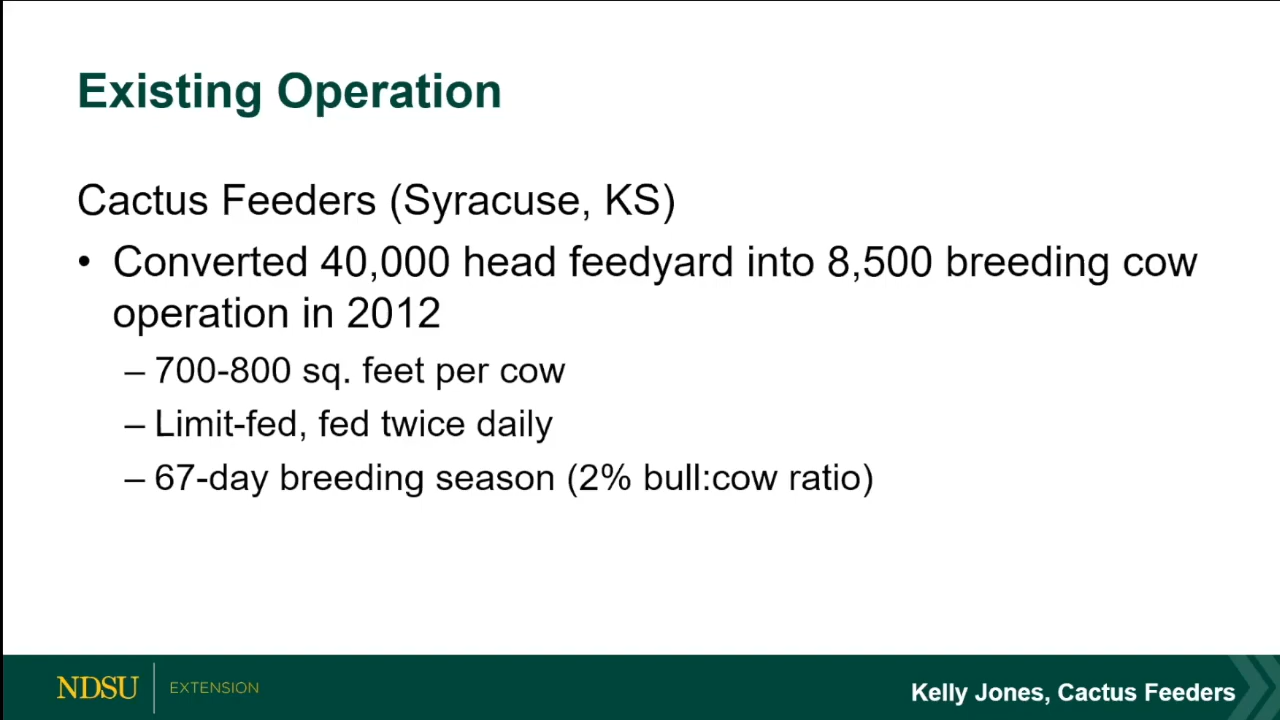 Existing Operation
Cactus Feeders (Syracuse, KS)
• Converted 40,000 head feedyard into 8,500 breeding cow
operation in 2012
– 700-800 sq. feet per cow
– Limit-fed, fed twice daily
– 67-day breeding season (2% bull:cow ratio)
NDSU EXTENSION
Kelly Jones, Cactus Feeders